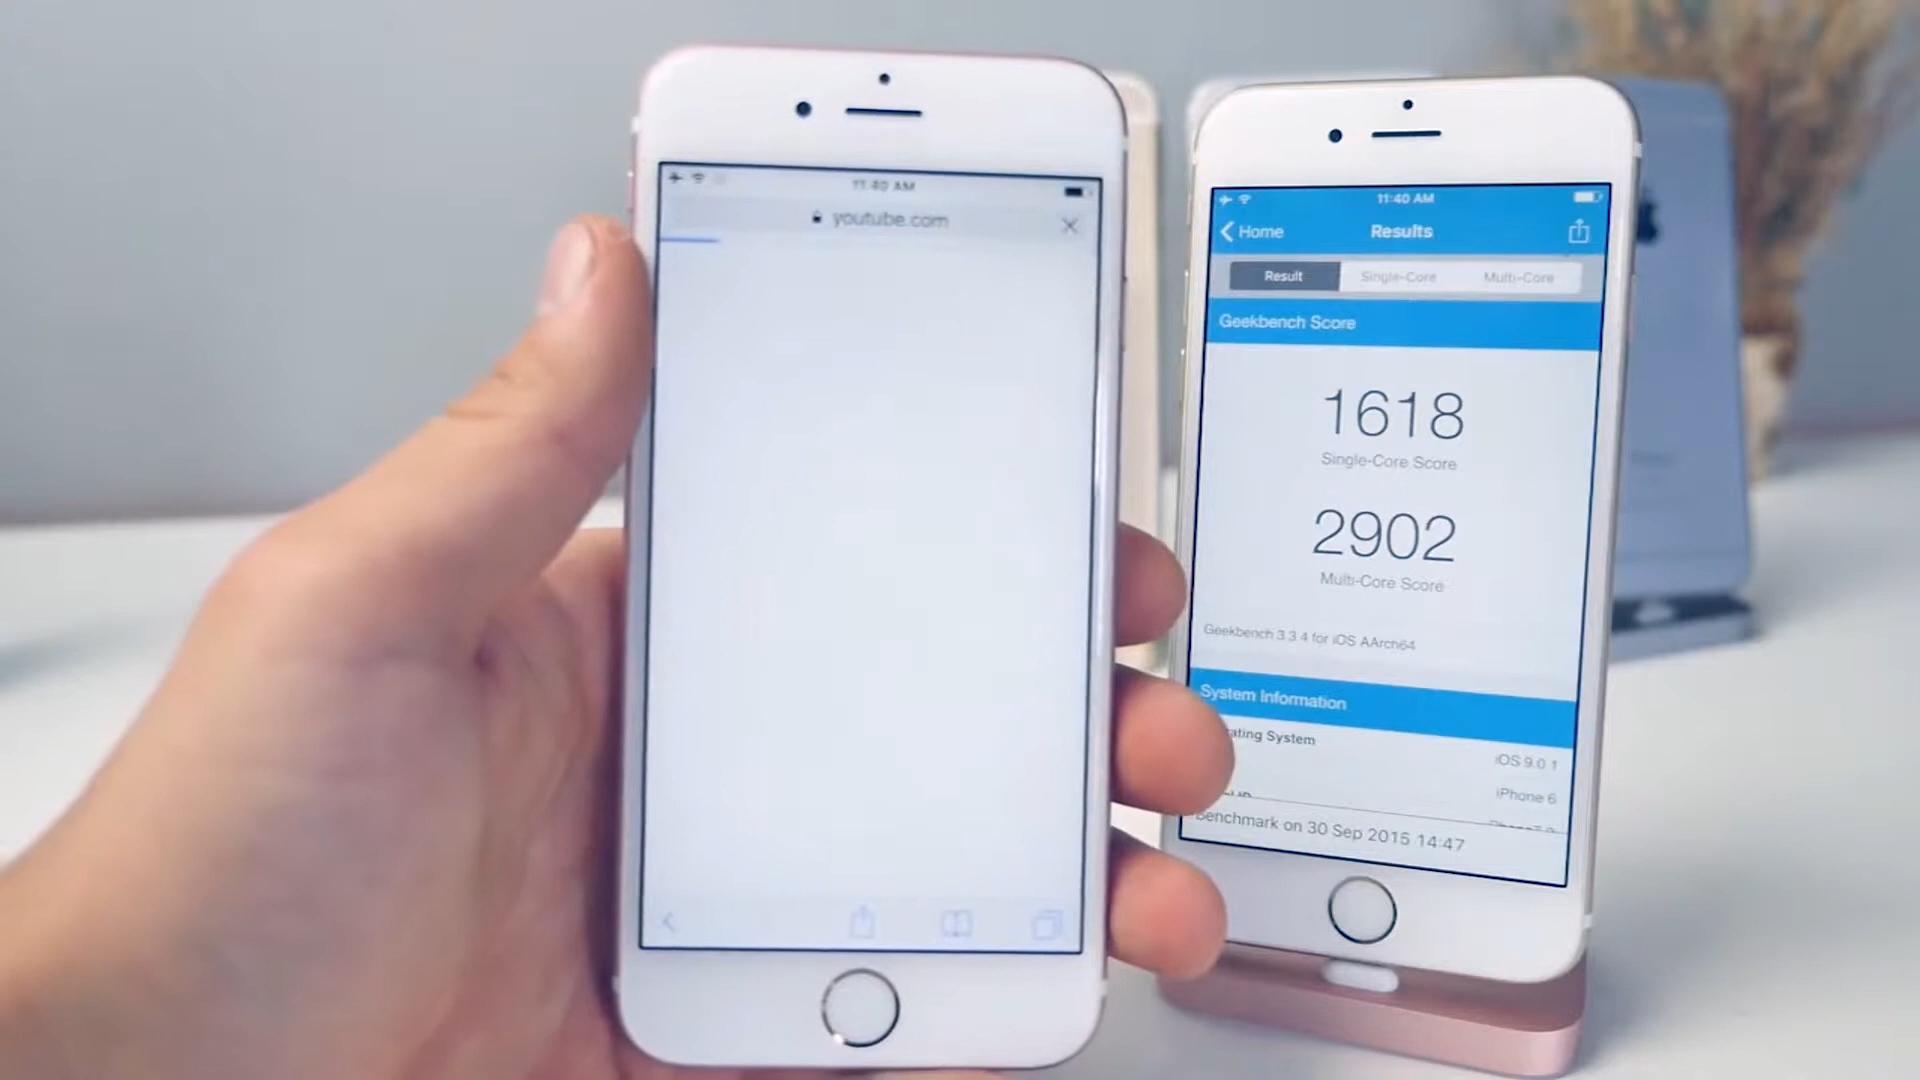 11:40 AM
youtube.com
11:40 AM
Home Results
Result Single-Core Multi-Core
Geekbench Score
1618
Single-Core Score
2902
Multi-Core Score
Geekbench 3.3.4 for iOS AArch64
System Information
ating System
iOS 9.0.1
iPhone 6
Benchmark on 30 Sep 2015 14:47